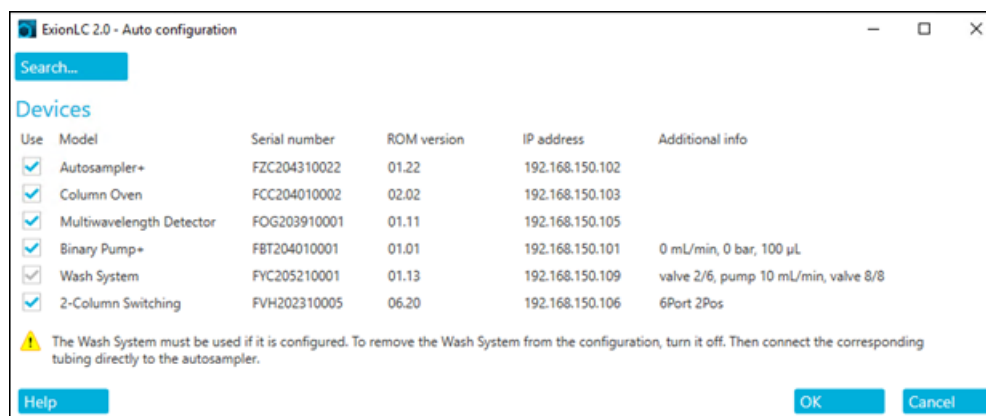 ExionLC 2.0 - Auto configuration
Search...
Devices
Use Model Serial number ROM version IP address Additional info
Autosampler+ FZC204310022 01.22 192.168.150.102
Column Oven FCC204010002 02.02 192.168.150.103
Multiwavelength Detector FOG203910001 01.11 192.168.150.105
Binary Pump+ FBT204010001 01.01 192.168.150.101 0 mL/min, 0 bar, 100 µL
Wash System FYC205210001 01.13 192.168.150.109 valve 2/6, pump 10 mL/min, valve 8/8
2-Column Switching FVH202310005 06.20 192.168.150.106 6Port 2Pos
The Wash System must be used if it is configured. To remove the Wash System from the configuration, turn it off. Then connect the corresponding
tubing directly to the autosampler.
Help OK Cancel